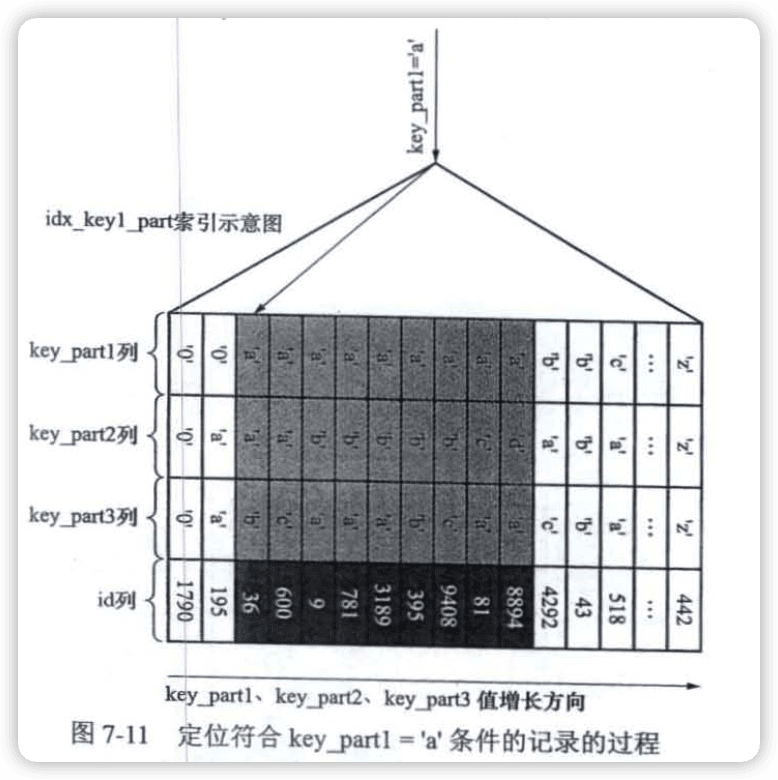 key_part1='a'
idx_key1_part索引示意图
key_part1列 '0' '0' 'a' 'a' 'a' 'a' 'a' 'a' 'a' 'a' 'a' 'b' 'b' 'c' ... 'z'
key_part2列 '0' 'a' 'a' 'a' 'b' 'b' 'b' 'b' 'b' 'c' 'd' 'a' 'b' 'a' ... 'z'
key_part3列 '0' 'a' 'b' 'c' 'a' 'a' 'a' 'b' 'c' 'a' 'a' 'c' 'b' 'a' ... 'z'
id列 1790 195 36 600 9 781 3189 395 9408 81 8894 4292 43 518 ... 442
key_part1、key_part2、key_part3 值增长方向
图 7-11 定位符合 key_part1 = 'a' 条件的记录的过程